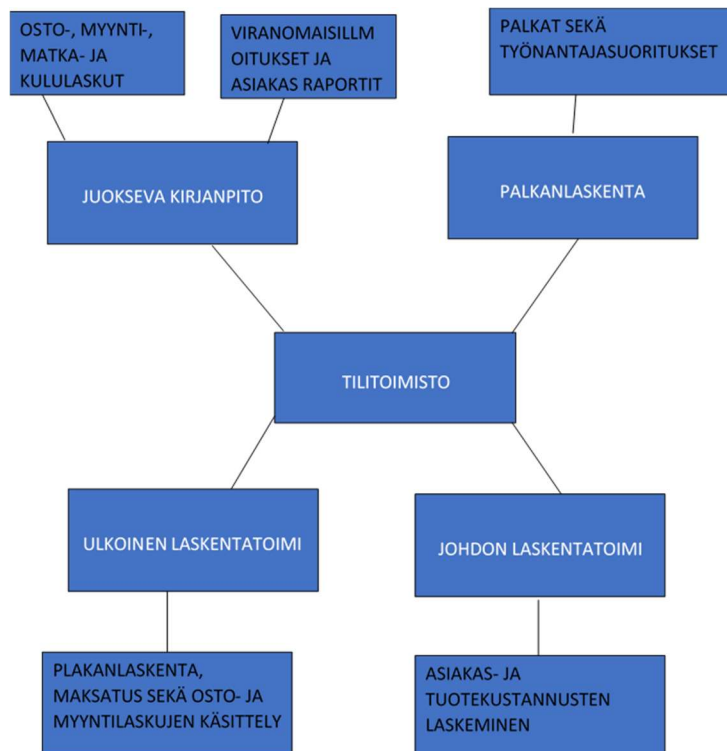 OSTO-, MYYNTI-,
MATKA- JA
KULULASKUT
VIRANOMAISILLM
OITUKSET JA
ASIAKAS RAPORTIT
PALKAT SEKÄ
TYÖNANTAJASUORITUKSET
JUOKSEVA KIRJANPITO
PALKANLASKENTA
TILITOIMISTO
ULKOINEN LASKENTATOIMI
JOHDON LASKENTATOIMI
PLAKANLASKENTA,
MAKSATUS SEKÄ OSTO- JA
MYYNTILASKUJEN KÄSITTELY
ASIAKAS- JA
TUOTEKUSTANNUSTEN
LASKEMINEN